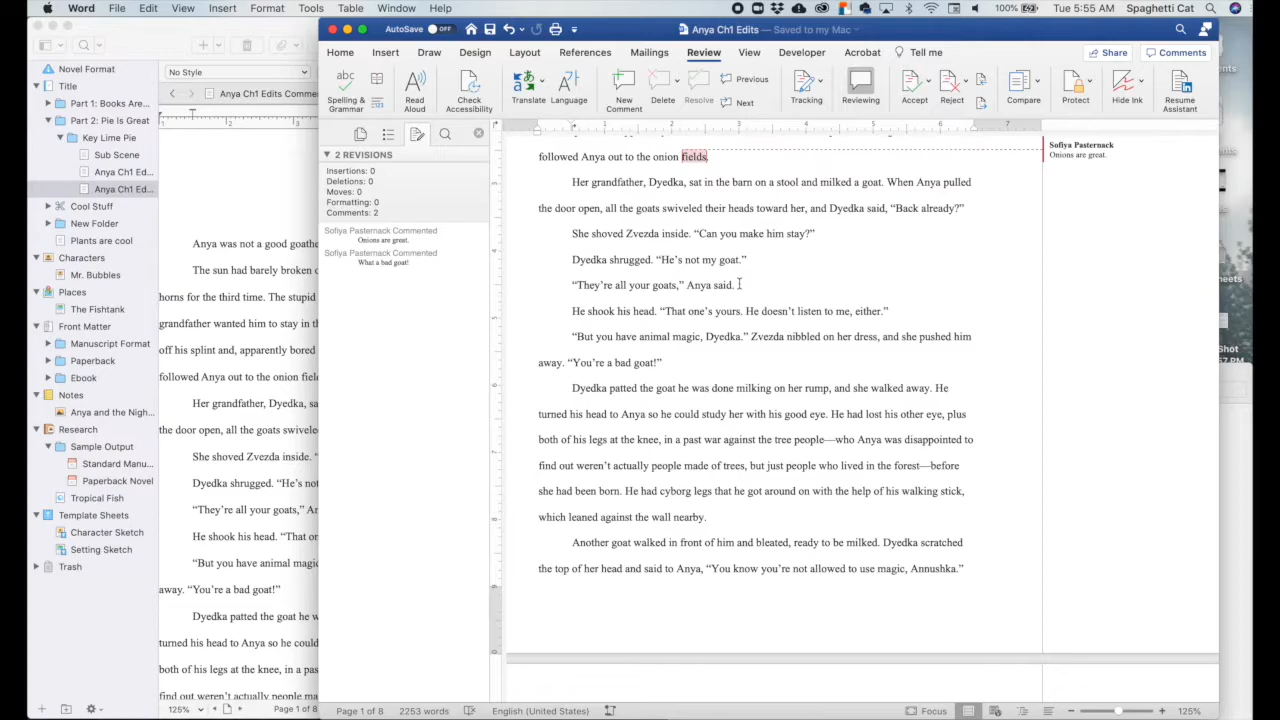 Word File Edit View Insert Format Font Tools Table Window Help
100% Tue 5:55 AM Spaghetti Cat
AutoSave OFF
Anya Ch1 Edits — Saved to my Mac
Home Insert Draw Design Layout References Mailings Review View Developer Acrobat Tell me
Share Comments
Spelling & Grammar
Read Aloud
Check Accessibility
Translate
Language
New Comment
Delete
Resolve
Previous
Next
Tracking
Reviewing
Accept
Reject
Compare
Protect
Hide Ink
Resume Assistant
No Style
Anya Ch1 Edits Comme
Novel Format
Title
Part 1: Books Are...
Part 2: Pie Is Great
Key Lime Pie
Sub Scene
Anya Ch1 Ed...
Anya Ch1 Ed...
Cool Stuff
New Folder
Plants are cool
Characters
Mr. Bubbles
Places
The Fishtank
Front Matter
Manuscript Format
Paperback
Ebook
Notes
Anya and the Nigh...
Research
Sample Output
Standard Manu...
Paperback Novel
Tropical Fish
Template Sheets
Character Sketch
Setting Sketch
Trash
Anya was not a good goathe
The sun had barely broken o
horns for the third time. The stupid
grandfather wanted him to stay in th
off his splint and, apparently bored
followed Anya out to the onion field
Her grandfather, Dyedka, sa
the door open, all the goats swivele
She shoved Zvezda inside. “
Dyedka shrugged. “He’s not
“They’re all your goats,” An
He shook his head. “That on
“But you have animal magic
away. “You’re a bad goat!”
Dyedka patted the goat he w
turned his head to Anya so he could
both of his legs at the knee, in a pas
find out weren’t actually people ma
125% Page 1 of 8
2 REVISIONS
Insertions: 0
Deletions: 0
Moves: 0
Formatting: 0
Comments: 2
Sofiya Pasternack Commented
Onions are great.
Sofiya Pasternack Commented
What a bad goat!
followed Anya out to the onion fields.
Her grandfather, Dyedka, sat in the barn on a stool and milked a goat. When Anya pulled
the door open, all the goats swiveled their heads toward her, and Dyedka said, “Back already?”
She shoved Zvezda inside. “Can you make him stay?”
Dyedka shrugged. “He’s not my goat.”
“They’re all your goats,” Anya said.
He shook his head. “That one’s yours. He doesn’t listen to me, either.”
“But you have animal magic, Dyedka.” Zvezda nibbled on her dress, and she pushed him
away. “You’re a bad goat!”
Dyedka patted the goat he was done milking on her rump, and she walked away. He
turned his head to Anya so he could study her with his good eye. He had lost his other eye, plus
both of his legs at the knee, in a past war against the tree people—who Anya was disappointed to
find out weren’t actually people made of trees, but just people who lived in the forest—before
she had been born. He had cyborg legs that he got around on with the help of his walking stick,
which leaned against the wall nearby.
Another goat walked in front of him and bleated, ready to be milked. Dyedka scratched
the top of her head and said to Anya, “You know you’re not allowed to use magic, Annushka.”
Sofiya Pasternack
Onions are great.
Page 1 of 8 2253 words English (United States) Focus 125%